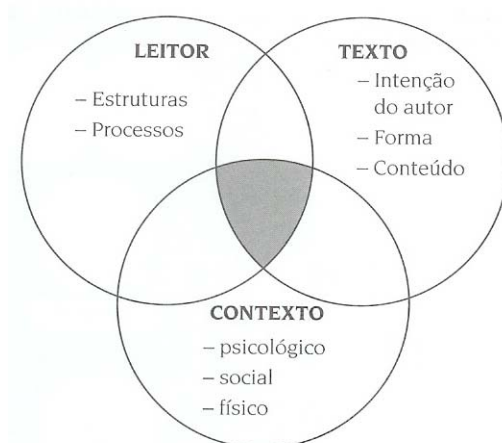 LEITOR
– Estruturas
– Processos
TEXTO
– Intenção
do autor
– Forma
– Conteúdo
CONTEXTO
– psicológico
– social
– físico